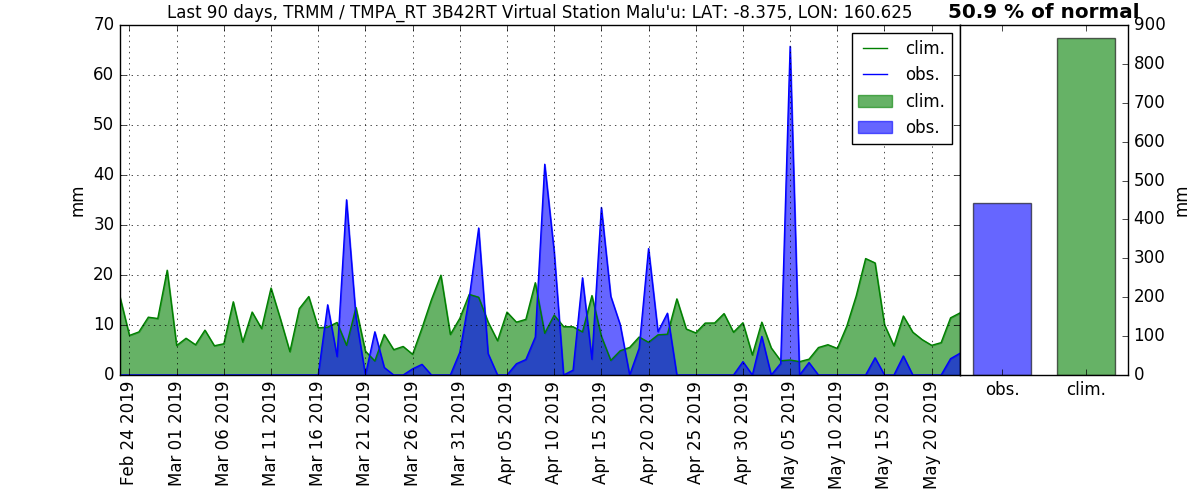 Last 90 days, TRMM / TMPA_RT 3B42RT Virtual Station Malu'u: LAT: -8.375, LON: 160.625
50.9 % of normal
70
60
50
40
30
20
10
0
mm
clim.
obs.
clim.
obs.
900
800
700
600
500
400
300
200
100
0
mm
Feb 24 2019
Mar 01 2019
Mar 06 2019
Mar 11 2019
Mar 16 2019
Mar 21 2019
Mar 26 2019
Mar 31 2019
Apr 05 2019
Apr 10 2019
Apr 15 2019
Apr 20 2019
Apr 25 2019
Apr 30 2019
May 05 2019
May 10 2019
May 15 2019
May 20 2019
obs.
clim.